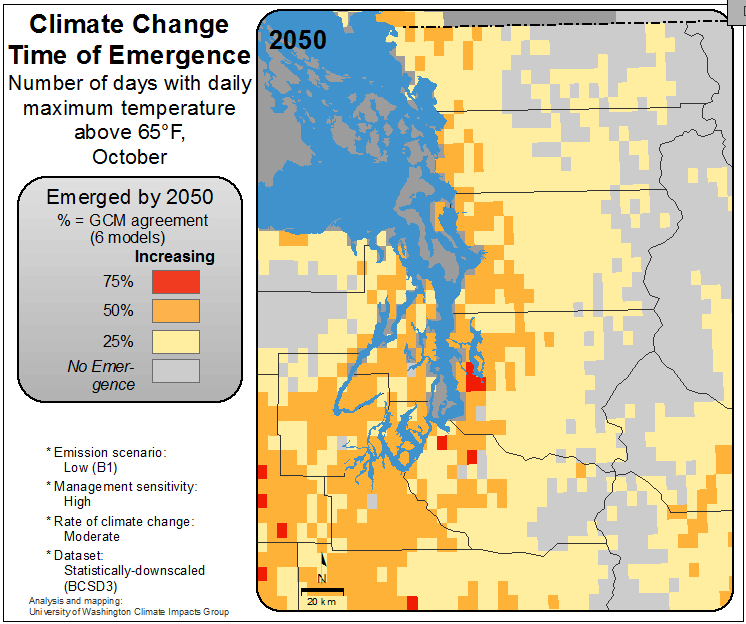 Climate Change
Time of Emergence
Number of days with daily
maximum temperature
above 65°F,
October
2050
Emerged by 2050
% = GCM agreement
(6 models)
Increasing
75%
50%
25%
No Emer-
gence
* Emission scenario:
Low (B1)
* Management sensitivity:
High
* Rate of climate change:
Moderate
* Dataset:
Statistically-downscaled
(BCSD3)
Analysis and mapping:
University of Washington Climate Impacts Group
N
20 km